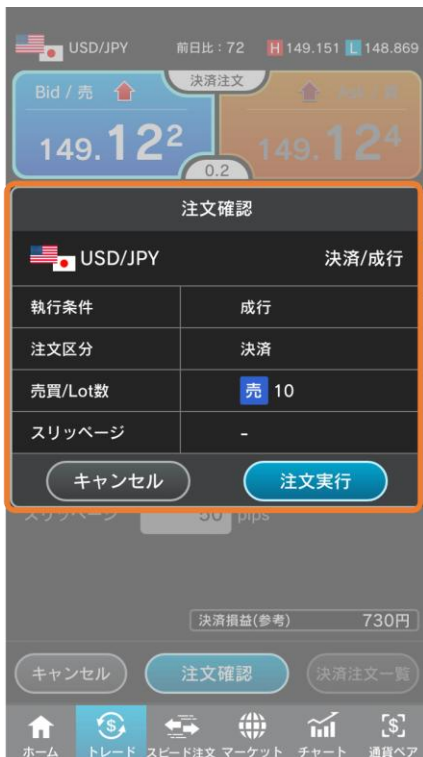 USD/JPY 前日比：72 H 149.151 L 148.869
決済注文
Bid / 売
149.122 149.124
0.2
注文確認
USD/JPY 決済/成行
執行条件 成行
注文区分 決済
売買/Lot数 売 10
スリッページ -
キャンセル 注文実行
スリッページ 50 pips
決済損益(参考) 730円
キャンセル 注文確認 決済注文一覧
ホーム トレード スピード注文 マーケット チャート 通貨ペア